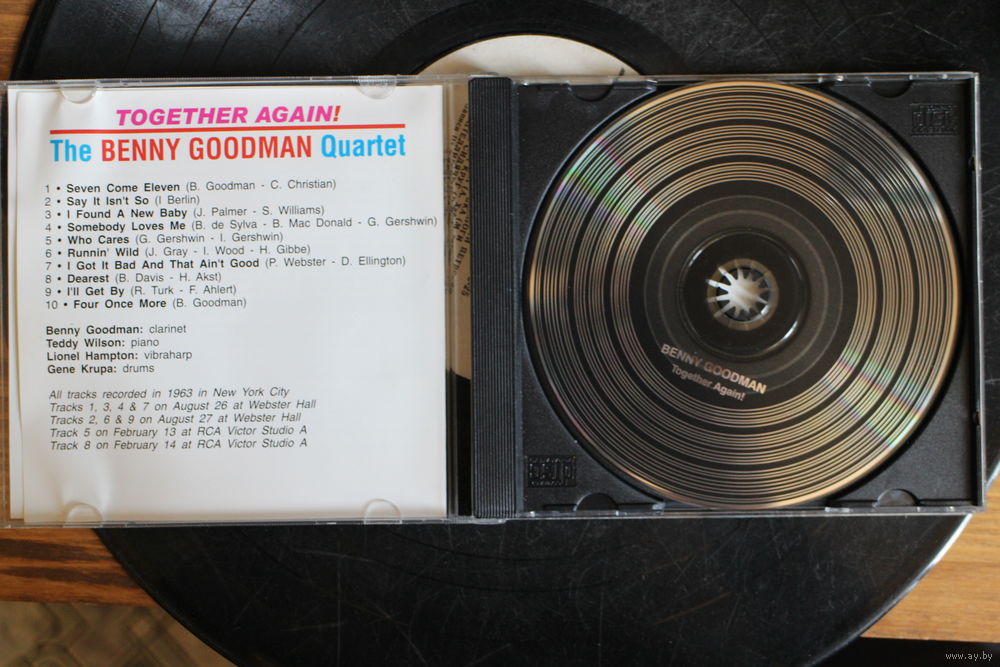 TOGETHER AGAIN!
The BENNY GOODMAN Quartet
1 • Seven Come Eleven (B. Goodman - C. Christian)
2 • Say It Isn't So (I Berlin)
3 • I Found A New Baby (J. Palmer - S. Williams)
4 • Somebody Loves Me (B. de Sylva - B. Mac Donald - G. Gershwin)
5 • Who Cares (G. Gershwin - I. Gershwin)
6 • Runnin' Wild (J. Gray - I. Wood - H. Gibbe)
7 • I Got It Bad And That Ain't Good (P. Webster - D. Ellington)
8 • Dearest (B. Davis - H. Akst)
9 • I'll Get By (R. Turk - F. Ahlert)
10 • Four Once More (B. Goodman)
Benny Goodman: clarinet
Teddy Wilson: piano
Lionel Hampton: vibraharp
Gene Krupa: drums
All tracks recorded in 1963 in New York City
Tracks 1, 3, 4 & 7 on August 26 at Webster Hall
Tracks 2, 6 & 9 on August 27 at Webster Hall
Track 5 on February 13 at RCA Victor Studio A
Track 8 on February 14 at RCA Victor Studio A
BENNY GOODMAN
Together Again!
www.ay.by